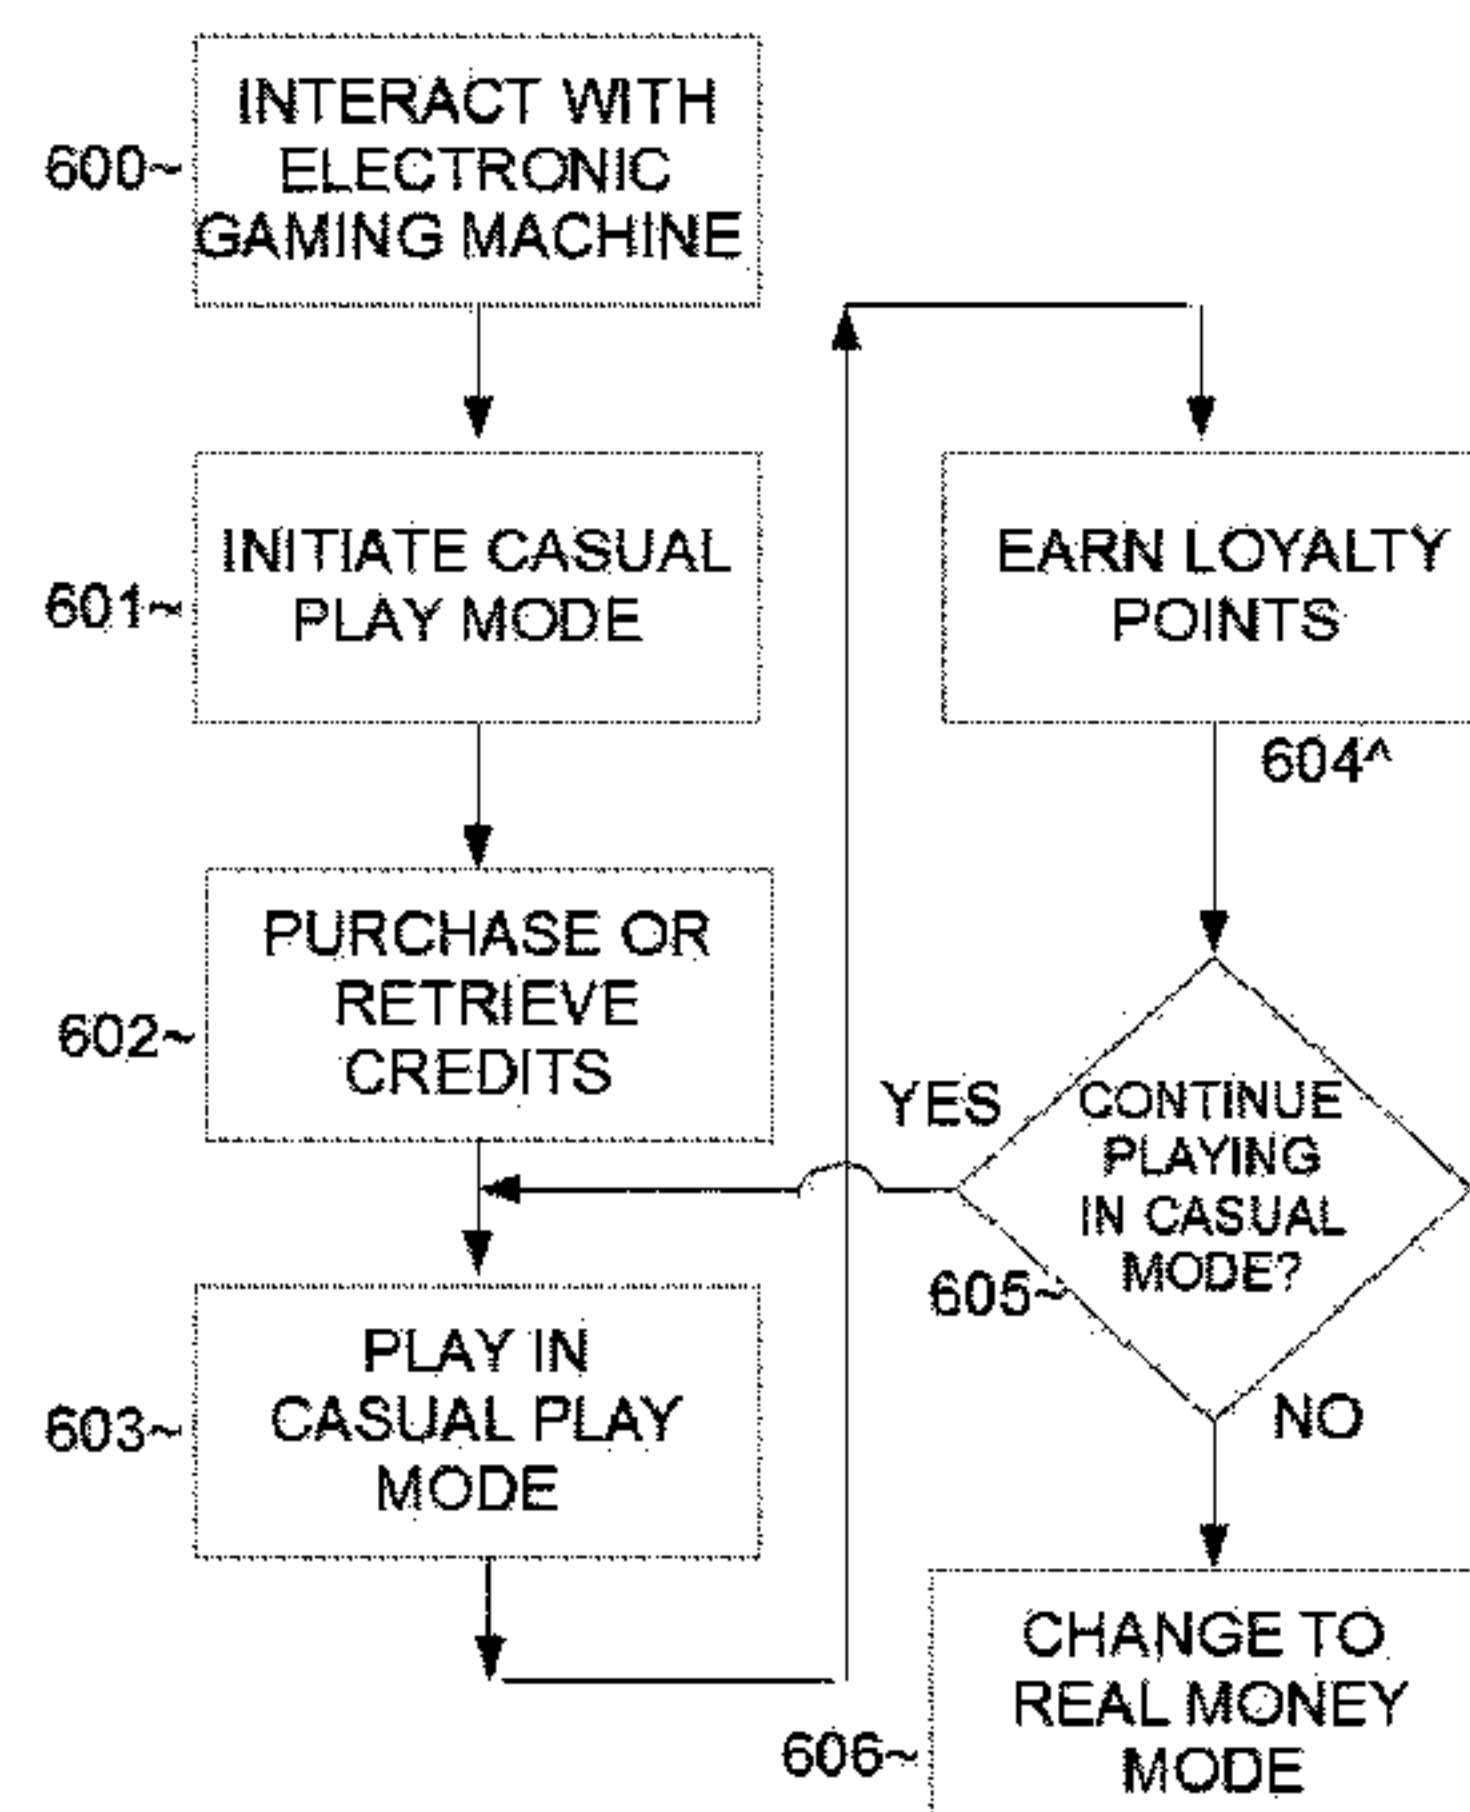 INTERACT WITH
ELECTRONIC
GAMING MACHINE
600~
INITIATE CASUAL
PLAY MODE
601~
PURCHASE OR
RETRIEVE
CREDITS
602~
PLAY IN
CASUAL PLAY
MODE
603~
EARN LOYALTY
POINTS
604^
YES
CONTINUE
PLAYING
IN CASUAL
MODE?
605~
NO
CHANGE TO
REAL MONEY
MODE
606~